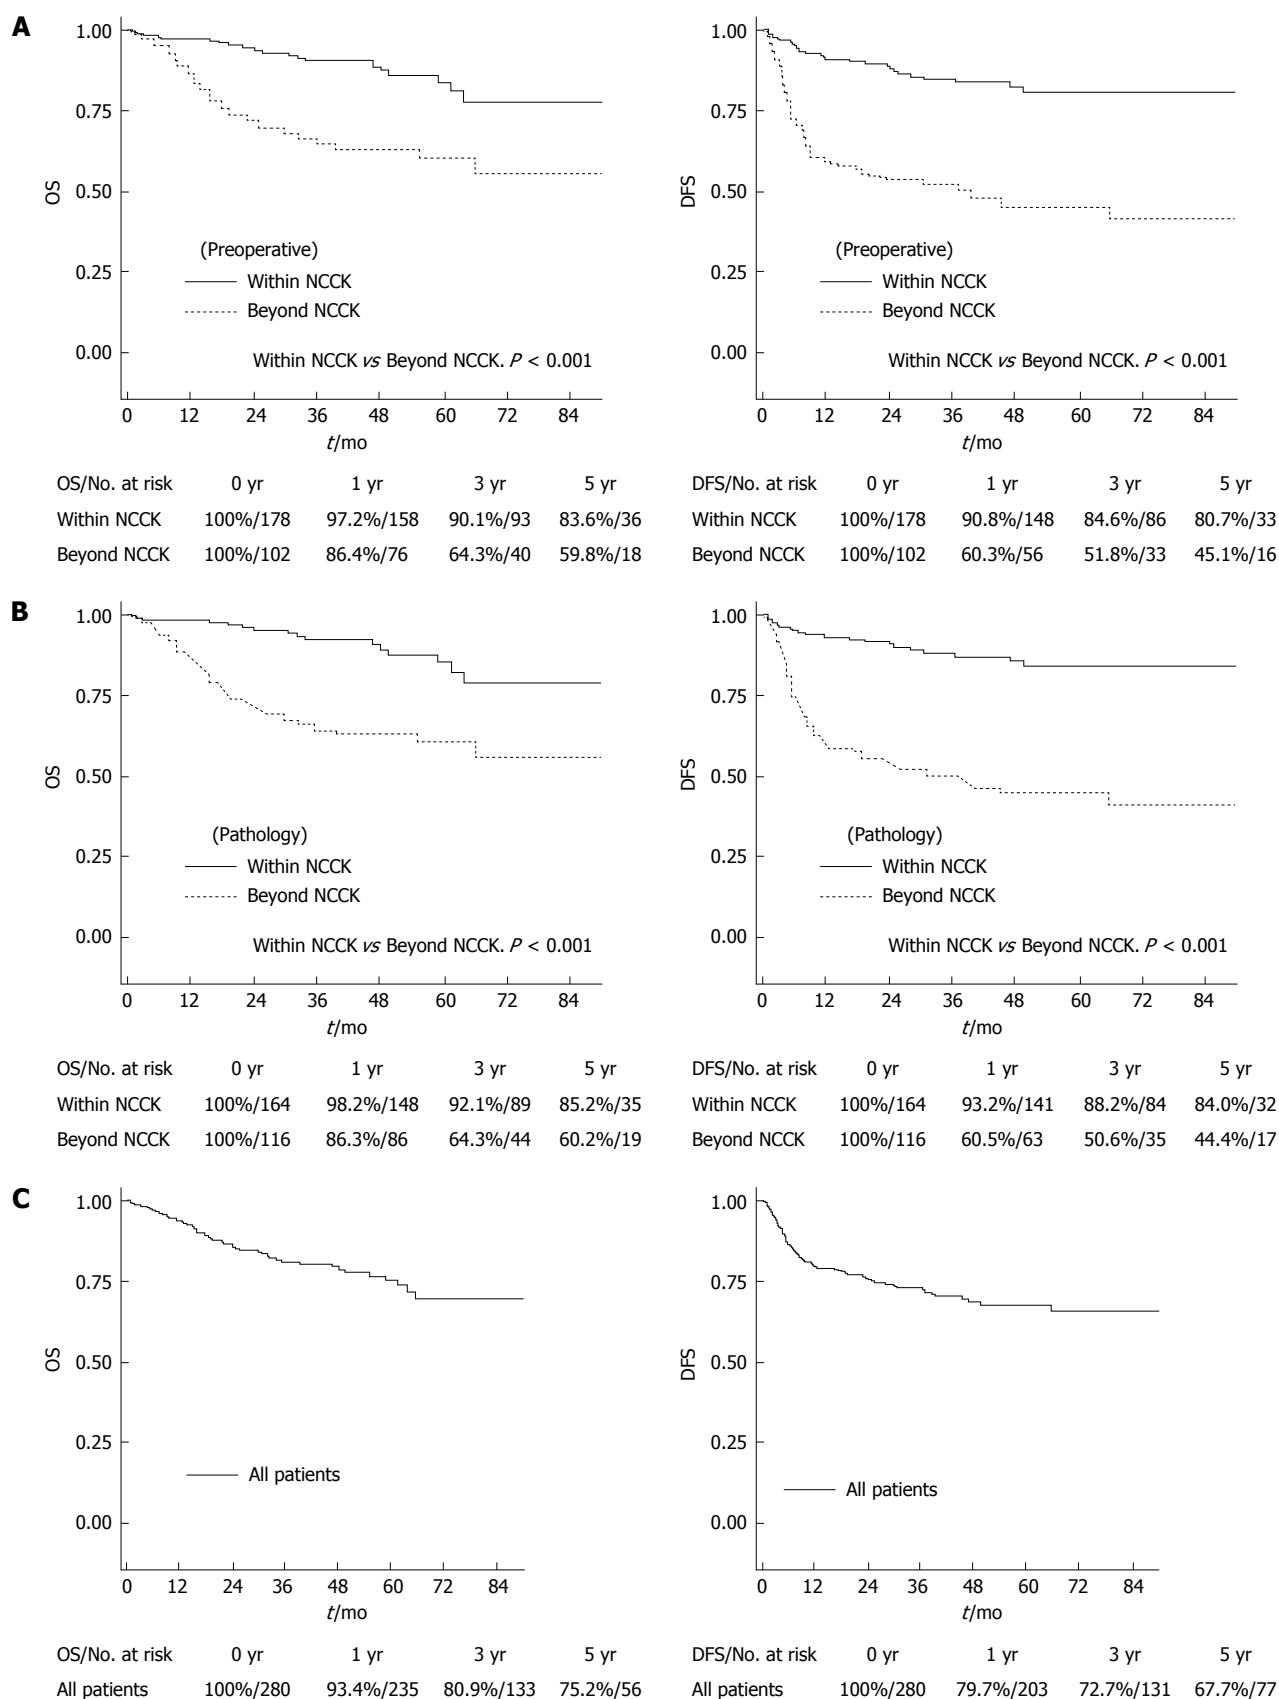 A
1.00
0.75
0.50
0.25
0.00
OS
(Preoperative)
Within NCCK
Beyond NCCK
Within NCCK vs Beyond NCCK. P < 0.001
0 12 24 36 48 60 72 84
t/mo
OS/No. at risk 0 yr 1 yr 3 yr 5 yr
Within NCCK 100%/178 97.2%/158 90.1%/93 83.6%/36
Beyond NCCK 100%/102 86.4%/76 64.3%/40 59.8%/18
1.00
0.75
0.50
0.25
0.00
DFS
(Preoperative)
Within NCCK
Beyond NCCK
Within NCCK vs Beyond NCCK. P < 0.001
0 12 24 36 48 60 72 84
t/mo
DFS/No. at risk 0 yr 1 yr 3 yr 5 yr
Within NCCK 100%/178 90.8%/148 84.6%/86 80.7%/33
Beyond NCCK 100%/102 60.3%/56 51.8%/33 45.1%/16
B
1.00
0.75
0.50
0.25
0.00
OS
(Pathology)
Within NCCK
Beyond NCCK
Within NCCK vs Beyond NCCK. P < 0.001
0 12 24 36 48 60 72 84
t/mo
OS/No. at risk 0 yr 1 yr 3 yr 5 yr
Within NCCK 100%/164 98.2%/148 92.1%/89 85.2%/35
Beyond NCCK 100%/116 86.3%/86 64.3%/44 60.2%/19
1.00
0.75
0.50
0.25
0.00
DFS
(Pathology)
Within NCCK
Beyond NCCK
Within NCCK vs Beyond NCCK. P < 0.001
0 12 24 36 48 60 72 84
t/mo
DFS/No. at risk 0 yr 1 yr 3 yr 5 yr
Within NCCK 100%/164 93.2%/141 88.2%/84 84.0%/32
Beyond NCCK 100%/116 60.5%/63 50.6%/35 44.4%/17
C
1.00
0.75
0.50
0.25
0.00
OS
All patients
0 12 24 36 48 60 72 84
t/mo
OS/No. at risk 0 yr 1 yr 3 yr 5 yr
All patients 100%/280 93.4%/235 80.9%/133 75.2%/56
1.00
0.75
0.50
0.25
0.00
DFS
All patients
0 12 24 36 48 60 72 84
t/mo
DFS/No. at risk 0 yr 1 yr 3 yr 5 yr
All patients 100%/280 79.7%/203 72.7%/131 67.7%/77